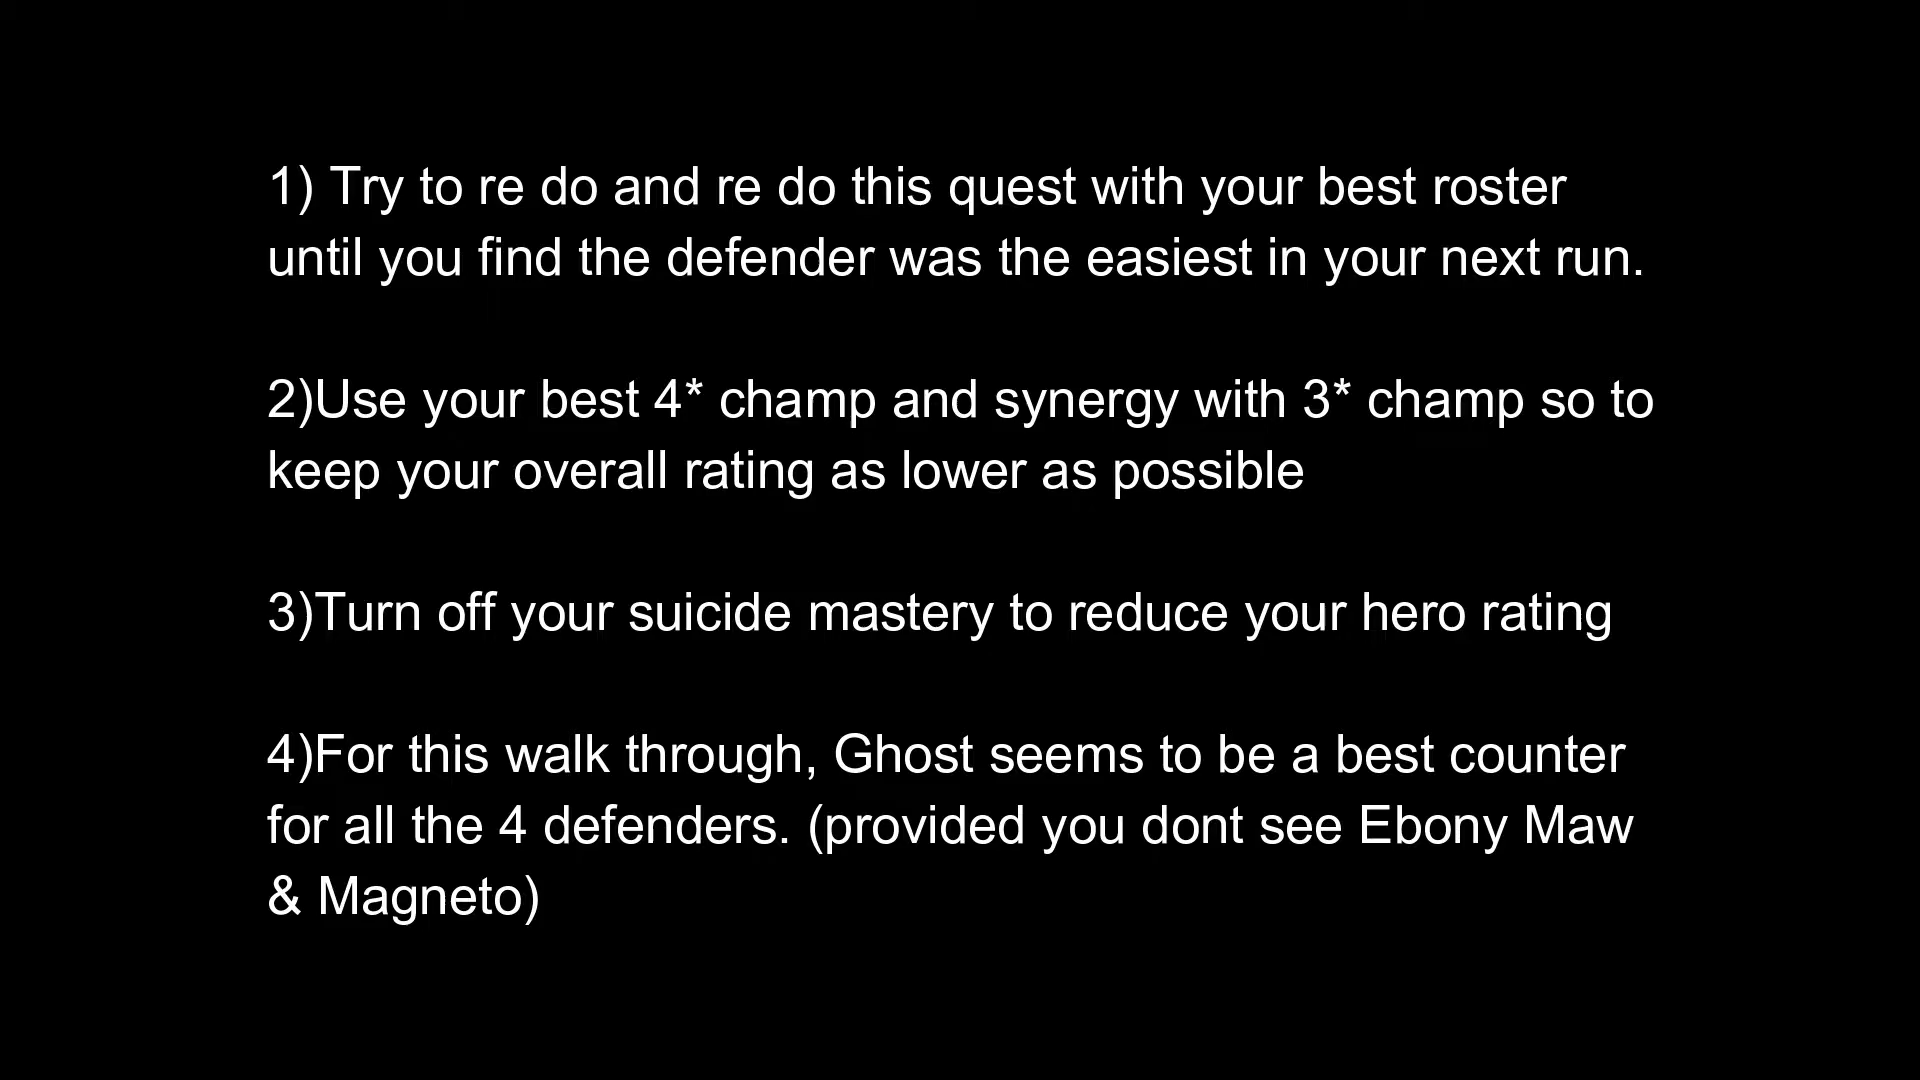 1) Try to re do and re do this quest with your best roster
until you find the defender was the easiest in your next run.
2)Use your best 4* champ and synergy with 3* champ so to
keep your overall rating as lower as possible
3)Turn off your suicide mastery to reduce your hero rating
4)For this walk through, Ghost seems to be a best counter
for all the 4 defenders. (provided you dont see Ebony Maw
& Magneto)